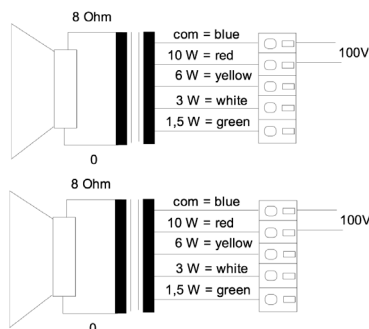 8 Ohm
com = blue
10 W = red
100V
6 W = yellow
3 W = white
1,5 W = green
0
8 Ohm
com = blue
10 W = red
100V
6 W = yellow
3 W = white
1,5 W = green
0